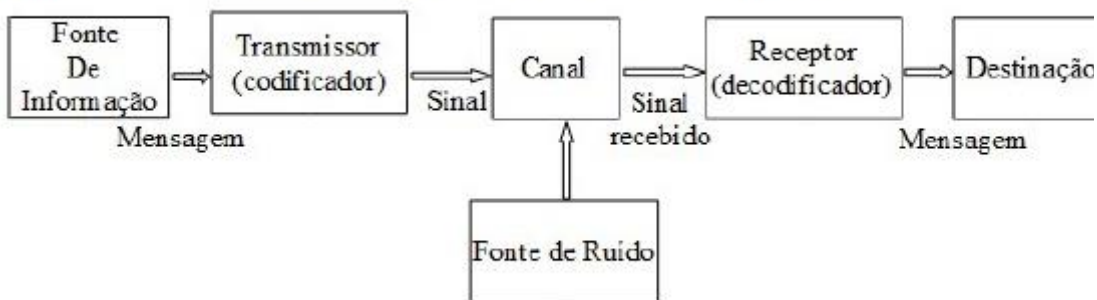 Fonte
De
Informação
Mensagem
Transmissor
(codificador)
Sinal
Canal
Sinal
recebido
Receptor
(decodificador)
Mensagem
Destinação
Fonte de Ruído